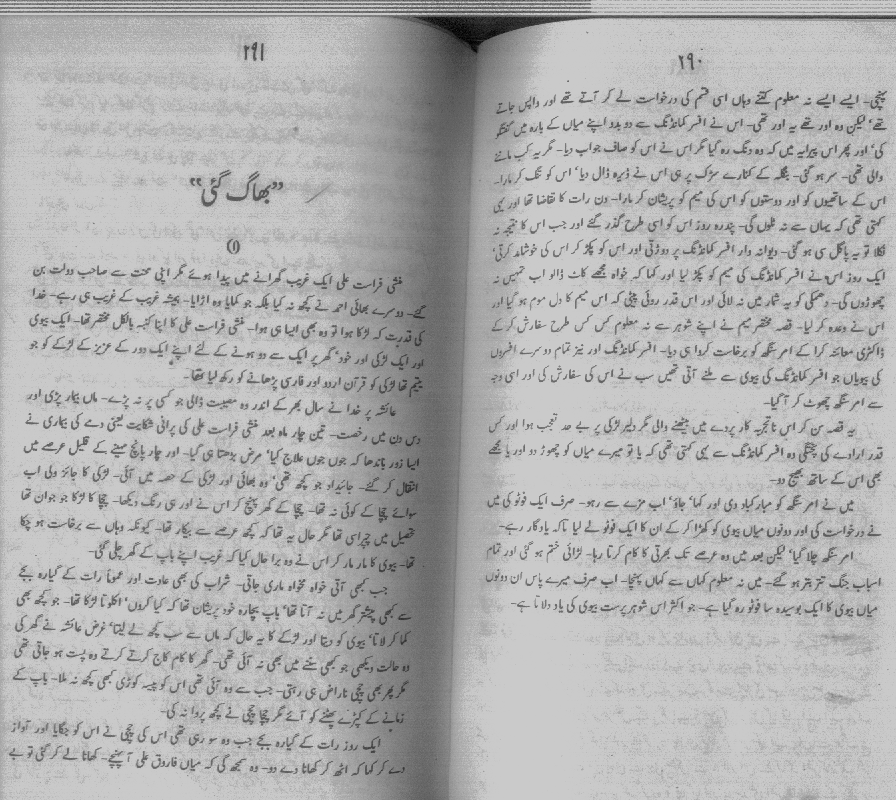 ۲۹۰
پہنچی۔ ایسے ایسے نہ معلوم کتنے وہاں اسی قسم کی درخواست لے کر آتے تھے اور واپس جاتے
تھے‘ لیکن وہ اور تھے یہ اور تھی۔ اس نے افسر کمانڈنگ سے دوبدو اپنے میاں کے بارہ میں گفتگو
کی‘ اور پھر اس پیرایہ میں کہ وہ دنگ رہ گیا مگر اس نے اس کو صاف جواب دیا۔ مگر یہ کب ماننے
والی تھی۔ سر ہو گئی۔ بنگلہ کے کنارے سڑک پر ہی اس نے ڈیرہ ڈال دیا‘ اس کو تنگ کر مارا۔
اس کے ساتھیوں کو اور دوستوں کو اس کی میم کو پریشان کر مارا۔ دن رات کا تقاضا تھا اور یہی
کہتی تھی کہ یہاں سے نہ ٹلوں گی۔ پندرہ روز اس کو اسی طرح گذر گئے اور جب اس کا نتیجہ نہ
نکلا تو یہ پاگل سی ہو گئی۔ دیوانہ وار افسر کمانڈنگ پر دوڑتی اور اس کو پکڑ کر اس کی خوشامد کرتی‘
ایک روز اس نے افسر کمانڈنگ کی میم کو پکڑ لیا اور کہا کہ خواہ مجھے کاٹ ڈالو اب تمہیں نہ
چھوڑوں گی۔ دھمکی کو یہ شمار میں نہ لائی اور اس قدر روئی پیٹی کہ اس میم کا دل موم ہو گیا اور
اس نے وعدہ کر لیا۔ قصہ مختصر میم نے اپنے شوہر سے نہ معلوم کس کس طرح سفارش کر کے
ڈاکٹری معائنہ کرا کے امر سنگھ کو برخاست کروا ہی دیا۔ افسر کمانڈنگ اور نیز تمام دوسرے افسروں
کی بیویاں جو افسر کمانڈنگ کی بیوی سے ملنے آتی تھیں سب نے اس کی سفارش کی اور اسی وجہ
سے امر سنگھ چھوٹ کر آ گیا۔
یہ قصہ سن کر اس ناتجربہ کار پردے میں بیٹھنے والی مگر دلیر لڑکی پر بے حد تعجب ہوا اور کس
قدر ارادے کی پختگی وہ افسر کمانڈنگ سے یہی کہتی تھی کہ یا تو میرے میاں کو چھوڑ دو اور یا مجھے
بھی اس کے ساتھ بھیج دو۔
میں نے امر سنگھ کو مبارکباد دی اور کہا‘ جاؤ‘ اب مزے سے رہو۔ صرف ایک فوٹو کی میں
نے درخواست کی اور دونوں میاں بیوی کو کھڑا کر کے ان کا ایک فوٹو لے لیا تاکہ یادگار رہے۔
امر سنگھ چلا گیا‘ لیکن بعد میں وہ عرصے تک بھرتی کا کام کرتا رہا۔ لڑائی ختم ہو گئی اور تمام
اسباب جنگ تتر بتر ہو گئے۔ میں نہ معلوم کہاں سے کہاں پہنچا۔ اب صرف میرے پاس ان دونوں
میاں بیوی کا ایک بوسیدہ سا فوٹو رہ گیا ہے۔ جو اکثر اس شوہر پرست بیوی کی یاد دلاتا ہے۔
۲۹۱
”بھاگ گئی“
(۱)
منشی فراست علی ایک غریب گھرانے میں پیدا ہوئے مگر اپنی محنت سے صاحب دولت بن
گئے۔ دوسرے بھائی احمد نے کچھ نہ کیا بلکہ جو کمایا وہ اڑایا۔ ہمیشہ غریب کے غریب ہی رہے۔ خدا
کی قدرت کہ لڑکا ہوا تو وہ بھی ایسا ہی ہوا۔ منشی فراست علی کا اپنا کنبہ بالکل مختصر تھا۔ ایک بیوی
اور ایک لڑکی اور خود‘ گھر پر ایک سے دو ہونے کے لئے اپنے ایک دور کے عزیز کے لڑکے کو جو
یتیم تھا لڑکی کو قرآن اردو اور فارسی پڑھانے کو رکھ لیا تھا۔
عائشہ پر خدا نے سال بھر کے اندر وہ مصیبت ڈالی جو کسی پر نہ پڑے۔ ماں بیمار پڑی اور
دس دن میں رخصت۔ تین چار ماہ بعد منشی فراست علی کی پرانی شکایت یعنی دمے کی بیماری نے
ایسا زور باندھا کہ جوں جوں علاج کیا‘ مرض بڑھتا ہی گیا۔ اور چار پانچ مہینے کے قلیل عرصے میں
انتقال کر گئے۔ جائیداد جو کچھ تھی‘ وہ بھائی اور لڑکی کے حصہ میں آئی۔ لڑکی کا جائز ولی اب
سوائے چچا کے کوئی نہ تھا۔ چچا کے گھر پہنچ کر اس نے اور ہی رنگ دیکھا۔ چچا کا لڑکا جو جوان تھا
تحصیل میں چپراسی تھا مگر حال یہ تھا کہ کچھ عرصے سے بیکار تھا۔ کیونکہ وہاں سے برخاست ہو چکا
تھا۔ بیوی کا مار مار کر اس نے وہ برا حال کیا کہ غریب اپنے باپ کے گھر چلی گئی۔
جب کبھی آتی خواہ مخواہ ماری جاتی۔ شراب کی بھی عادت اور عموماً رات کے گیارہ بجے
سے کبھی پیشتر گھر میں نہ آنا تھا‘ باپ بیچارہ خود پریشان تھا کہ کیا کروں‘ اکلوتا لڑکا تھا۔ جو کچھ بھی
کما کر لاتا‘ بیوی کو دیتا اور لڑکے کا یہ حال کہ ماں سے سب کچھ لے لیتا‘ غرض عائشہ نے گھر کی
وہ حالت دیکھی جو کبھی سننے میں بھی نہ آئی تھی۔ گھر کا کام کاج کرتے کرتے وہ پست ہو جاتی تھی
مگر پھر بھی چچی ناراض ہی رہتی۔ جب سے وہ آئی تھی اس کو پیسہ کوڑی کبھی کچھ نہ ملا۔ باپ کے
زمانے کے کپڑے پھٹنے کو آئے مگر چچا چچی نے کچھ پروا نہ کی۔
ایک روز رات کے گیارہ بجے جب وہ سو رہی تھی اس کی چچی نے اس کو جگایا اور آواز
دے کر کہا کہ اٹھ کر کھانا دے دو۔ وہ سمجھ گئی کہ میاں فاروق علی آ پہنچے۔ کھانا لے کر گئی تو بے